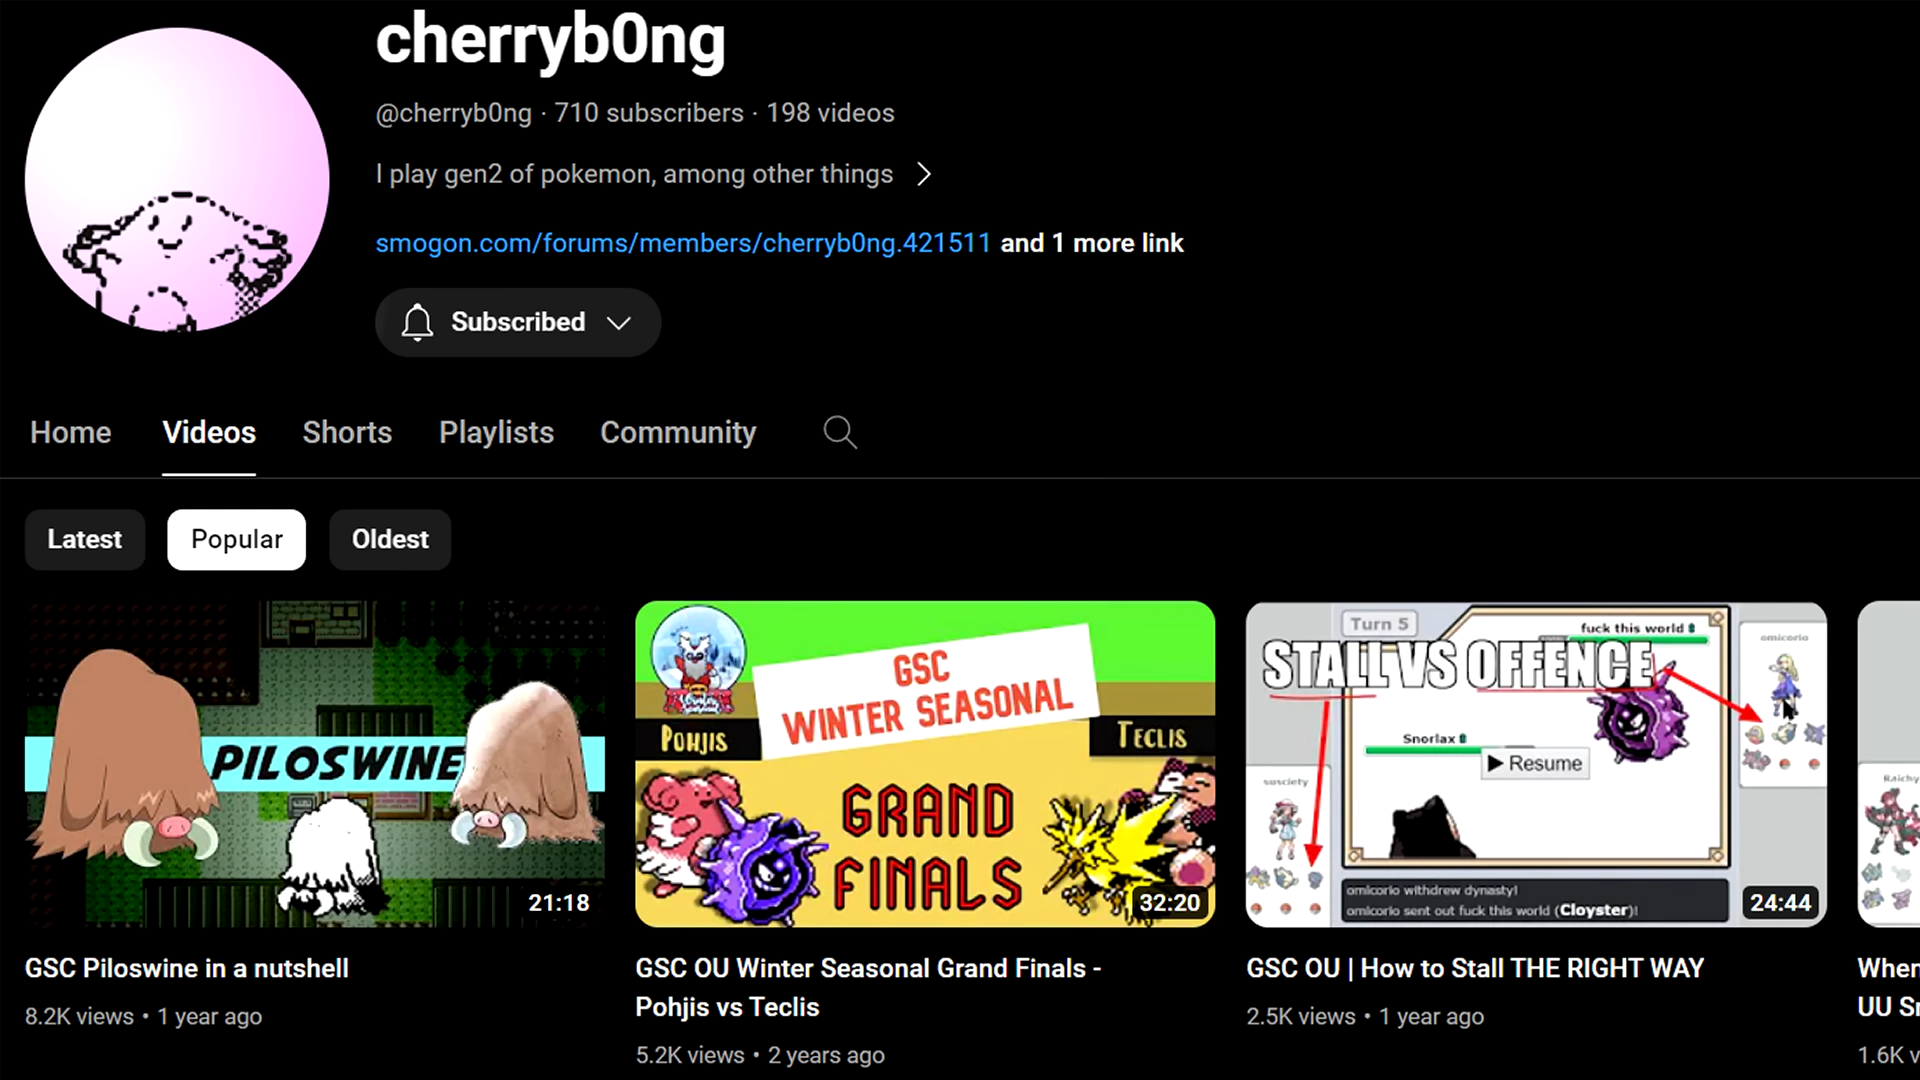 cherryb0ng
@cherryb0ng · 710 subscribers · 198 videos
I play gen2 of pokemon, among other things
smogon.com/forums/members/cherryb0ng.421511 and 1 more link
Subscribed
Home Videos Shorts Playlists Community
Latest Popular Oldest
PILOSWINE
21:18
GSC
WINTER SEASONAL
POHJIS TECLIS
GRAND
FINALS
32:20
Turn 5
fuck this world
omicorio
STALL VS OFFENCE
Snorlax
Resume
susciety
omicorio withdrew dynasty!
omicorio sent out fuck this world (Cloyster)!
24:44
Raichy
GSC Piloswine in a nutshell
8.2K views • 1 year ago
GSC OU Winter Seasonal Grand Finals -
Pohjis vs Teclis
5.2K views • 2 years ago
GSC OU | How to Stall THE RIGHT WAY
2.5K views • 1 year ago
When
UU Sn
1.6K v